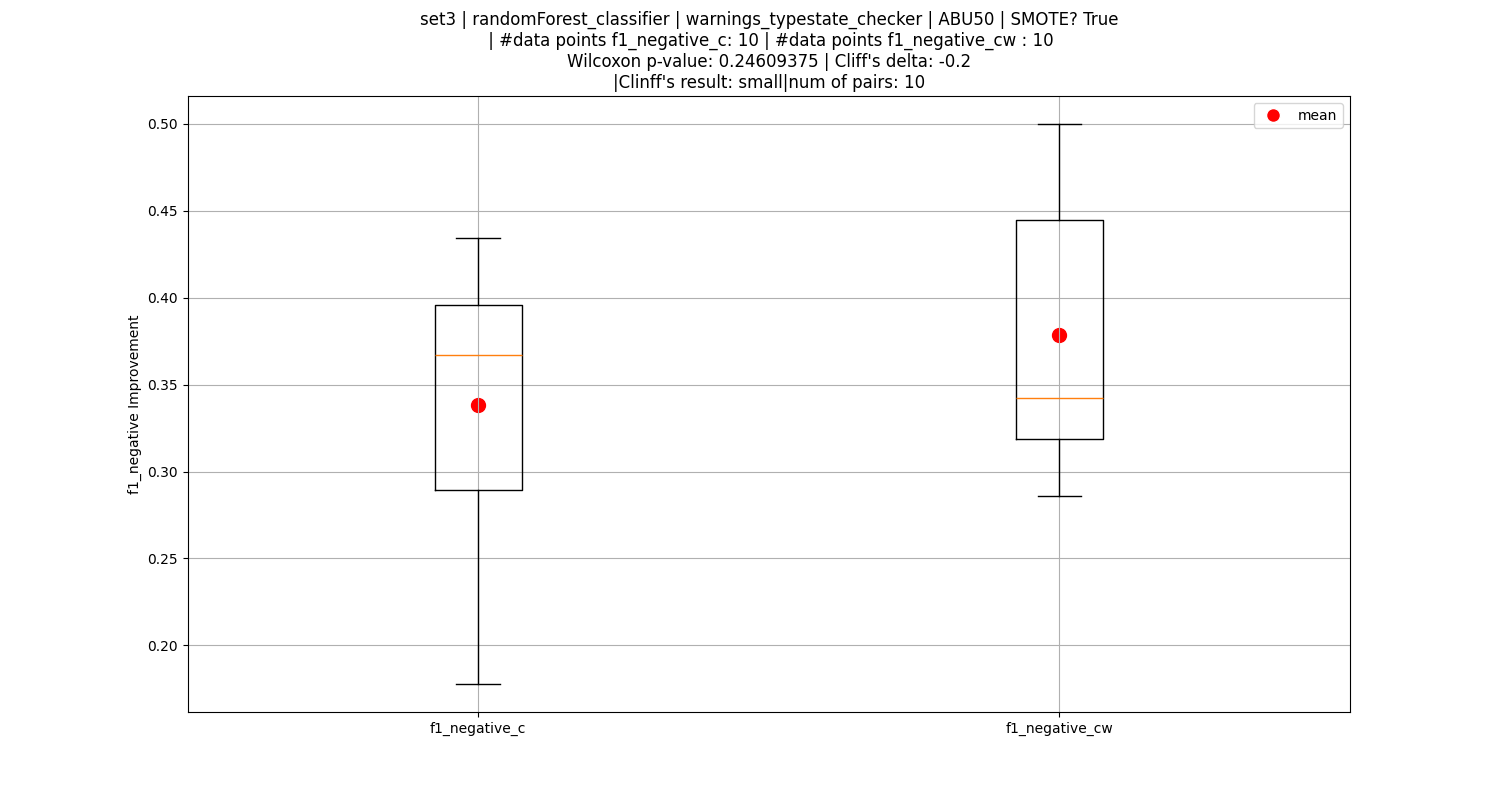 set3 | randomForest_classifier | warnings_typestate_checker | ABU50 | SMOTE? True
| #data points f1_negative_c: 10 | #data points f1_negative_cw : 10
Wilcoxon p-value: 0.24609375 | Cliff's delta: -0.2
|Clinff's result: small|num of pairs: 10
mean
0.50
0.45
0.40
0.35
0.30
0.25
0.20
f1_negative Improvement
f1_negative_c
f1_negative_cw